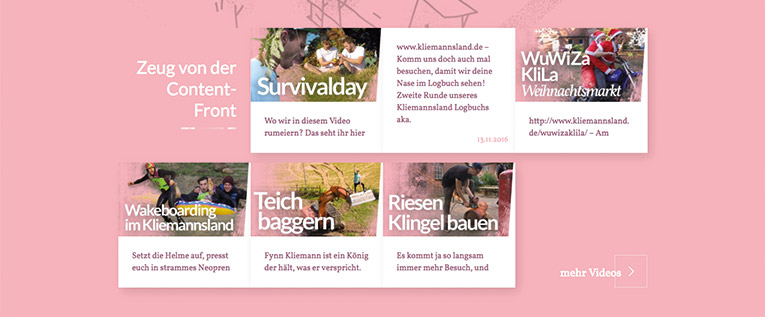 Zeug von der
Content-
Front
Survivalday
Wo wir in diesem Video
rumeiern? Das seht ihr hier
www.kliemannsland.de –
Komm uns doch auch mal
besuchen, damit wir deine
Nase im Logbuch sehen!
Zweite Runde unseres
Kliemannsland Logbuchs
aka.
13.11.2016
WuWiZa
KliLa
Weihnachtsmarkt
http://www.kliemannsland.
de/wuwizaklila/ – Am
Wakeboarding
im Kliemannsland
Setzt die Helme auf, presst
euch in strammes Neopren
Teich
baggern
Fynn Kliemann ist ein König
der hält, was er verspricht.
Riesen
Klingel bauen
Es kommt ja so langsam
immer mehr Besuch, und
mehr Videos